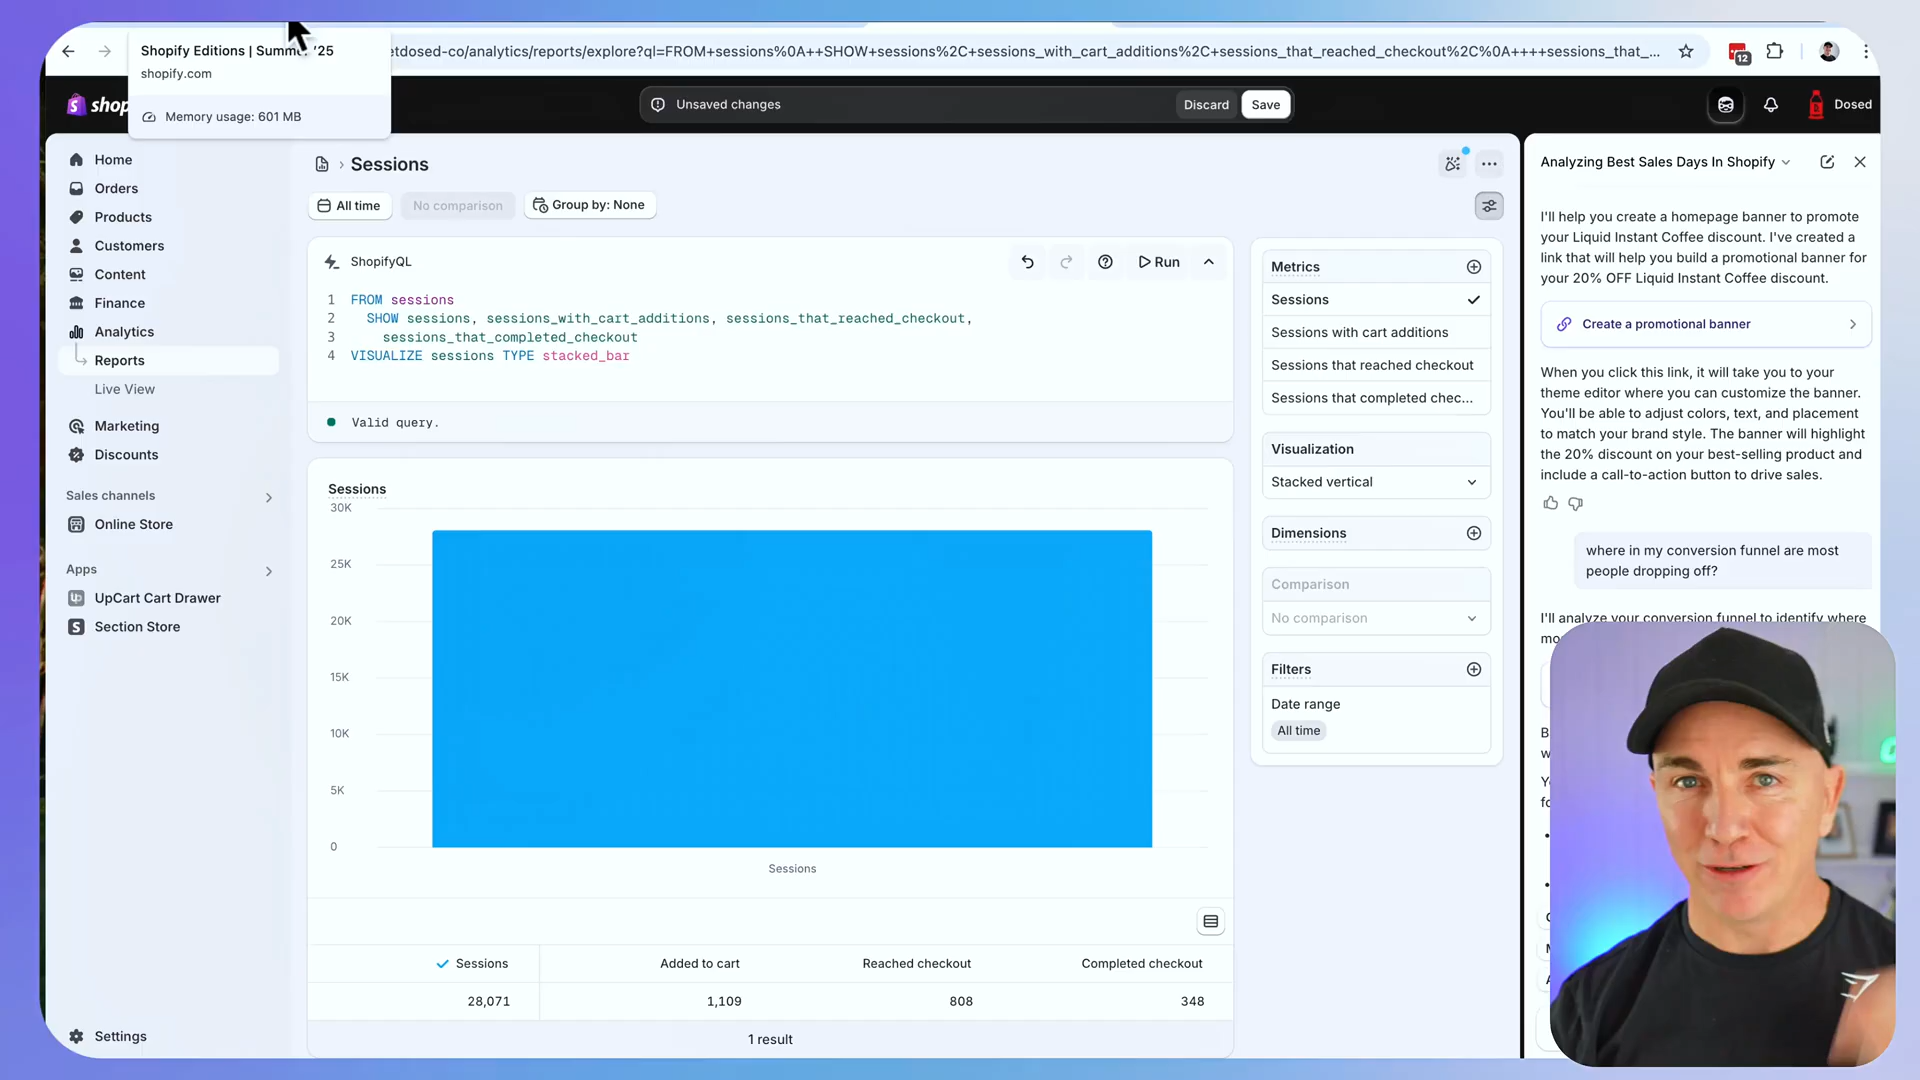 Shopify Editions | Summer '25
shopify.com
Memory usage: 601 MB
etdosed-co/analytics/reports/explore?ql=FROM+sessions%0A++SHOW+sessions%2C+sessions_with_cart_additions%2C+sessions_that_reached_checkout%2C%0A++++sessions_that_...
12
shop
Unsaved changes
Discard
Save
Dosed
Home
Orders
Products
Customers
Content
Finance
Analytics
Reports
Live View
Marketing
Discounts
Sales channels
Online Store
Apps
UpCart Cart Drawer
Section Store
Settings
Sessions
All time
No comparison
Group by: None
ShopifyQL
Run
1 FROM sessions
2 SHOW sessions, sessions_with_cart_additions, sessions_that_reached_checkout,
3 sessions_that_completed_checkout
4 VISUALIZE sessions TYPE stacked_bar
Valid query.
Sessions
30K
25K
20K
15K
10K
5K
0
Sessions
Sessions Added to cart Reached checkout Completed checkout
28,071 1,109 808 348
1 result
Metrics
Sessions
Sessions with cart additions
Sessions that reached checkout
Sessions that completed chec...
Visualization
Stacked vertical
Dimensions
Comparison
No comparison
Filters
Date range
All time
Analyzing Best Sales Days In Shopify
I'll help you create a homepage banner to promote
your Liquid Instant Coffee discount. I've created a
link that will help you build a promotional banner for
your 20% OFF Liquid Instant Coffee discount.
Create a promotional banner
When you click this link, it will take you to your
theme editor where you can customize the banner.
You'll be able to adjust colors, text, and placement
to match your brand style. The banner will highlight
the 20% discount on your best-selling product and
include a call-to-action button to drive sales.
where in my conversion funnel are most
people dropping off?
I'll analyze your conversion funnel to identify where